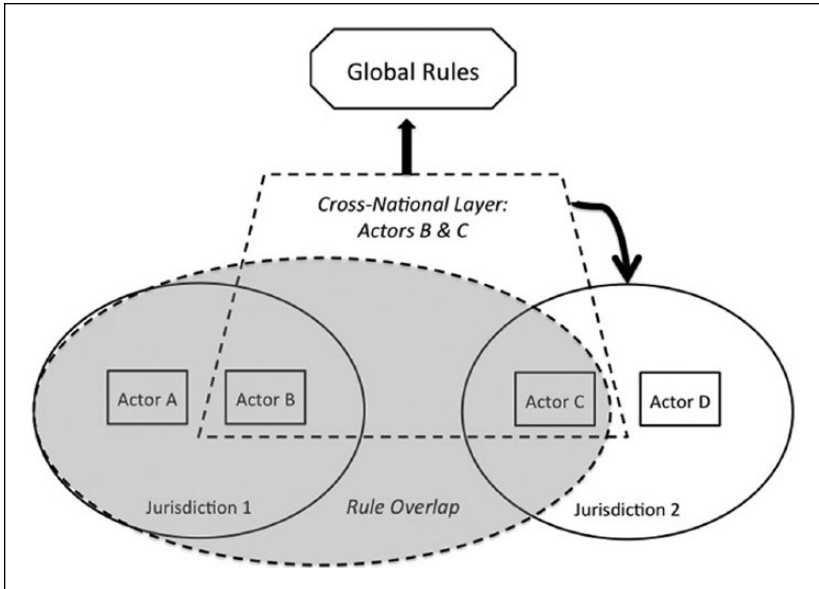 Global Rules
Cross-National Layer:
Actors B & C
Actor A
Actor B
Actor C
Actor D
Jurisdiction 1
Rule Overlap
Jurisdiction 2